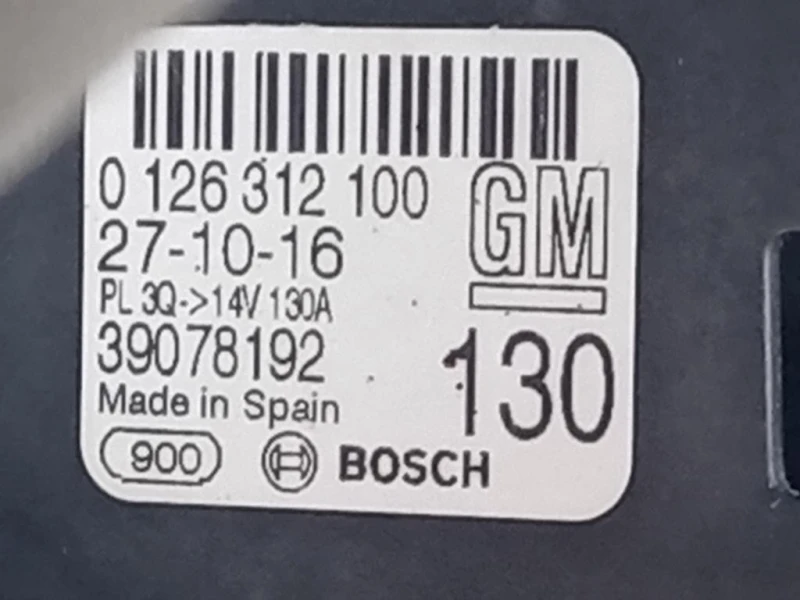 0 126 312 100
GM
27-10-16
PL 3Q->14V 130A
39078192
130
Made in Spain
900
BOSCH